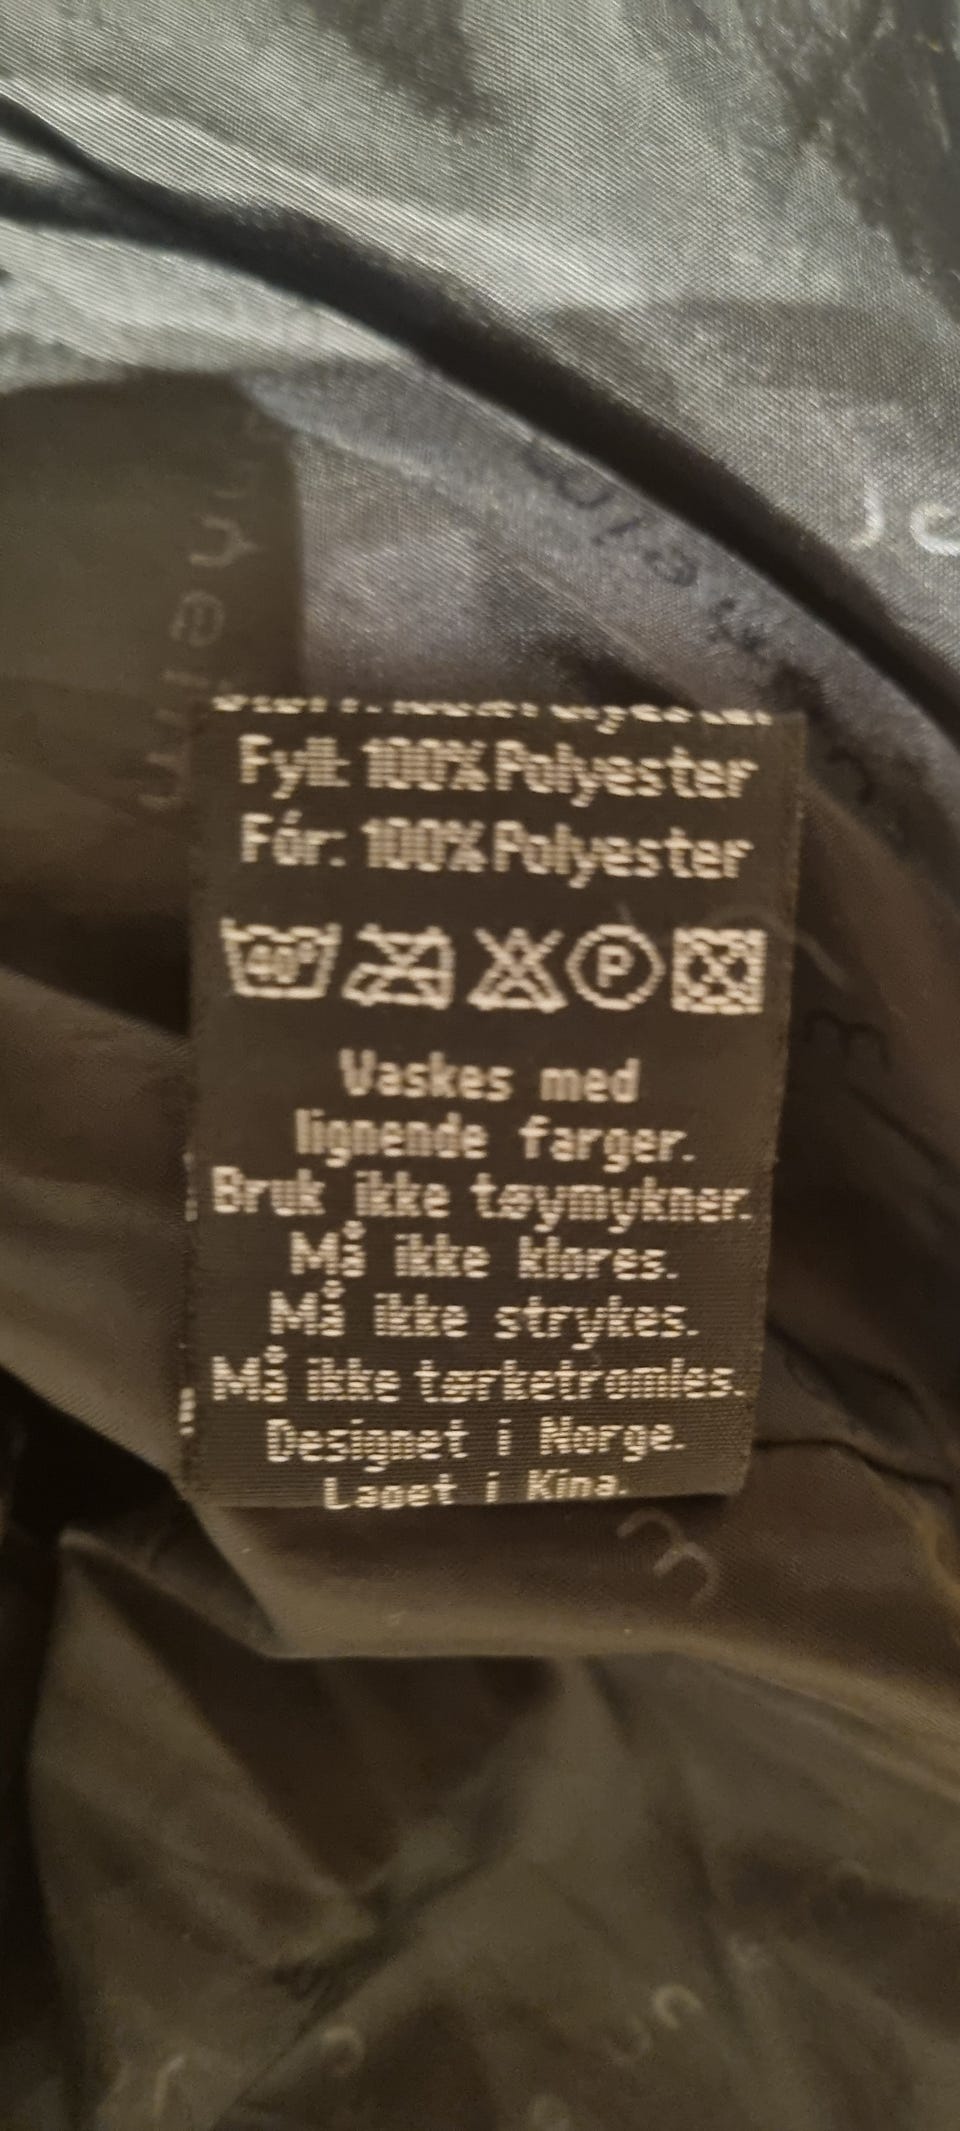 Fyll: 100% Polyester
Fór: 100% Polyester
40°
P
Vaskes med
lignende farger.
Bruk ikke tøymykner.
Må ikke klores.
Må ikke strykes.
Må ikke tørketromles.
Designet i Norge.
Laget i Kina.